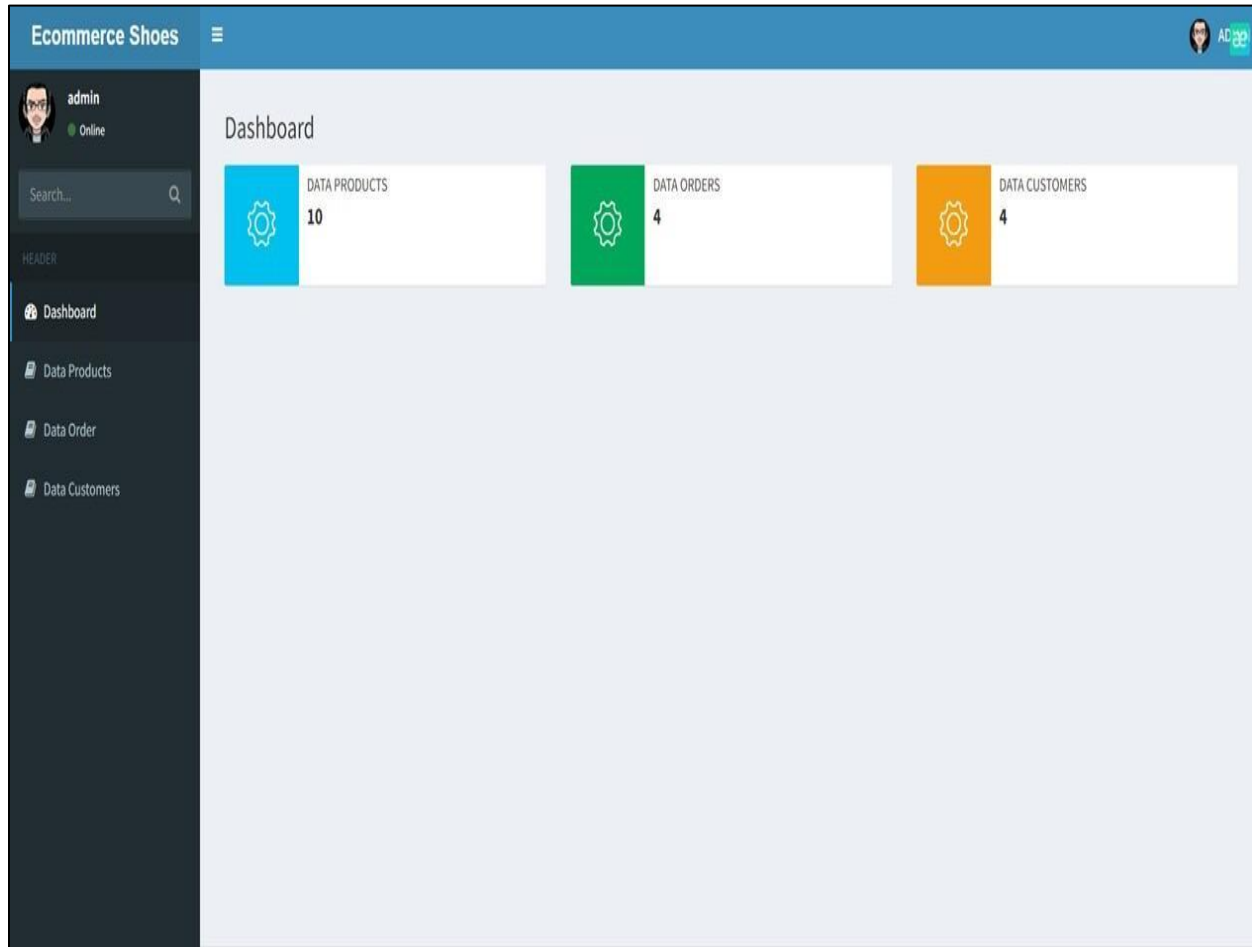 Ecommerce Shoes
admin
Online
Search...
HEADER
Dashboard
Data Products
Data Order
Data Customers
Dashboard
DATA PRODUCTS
10
DATA ORDERS
4
DATA CUSTOMERS
4